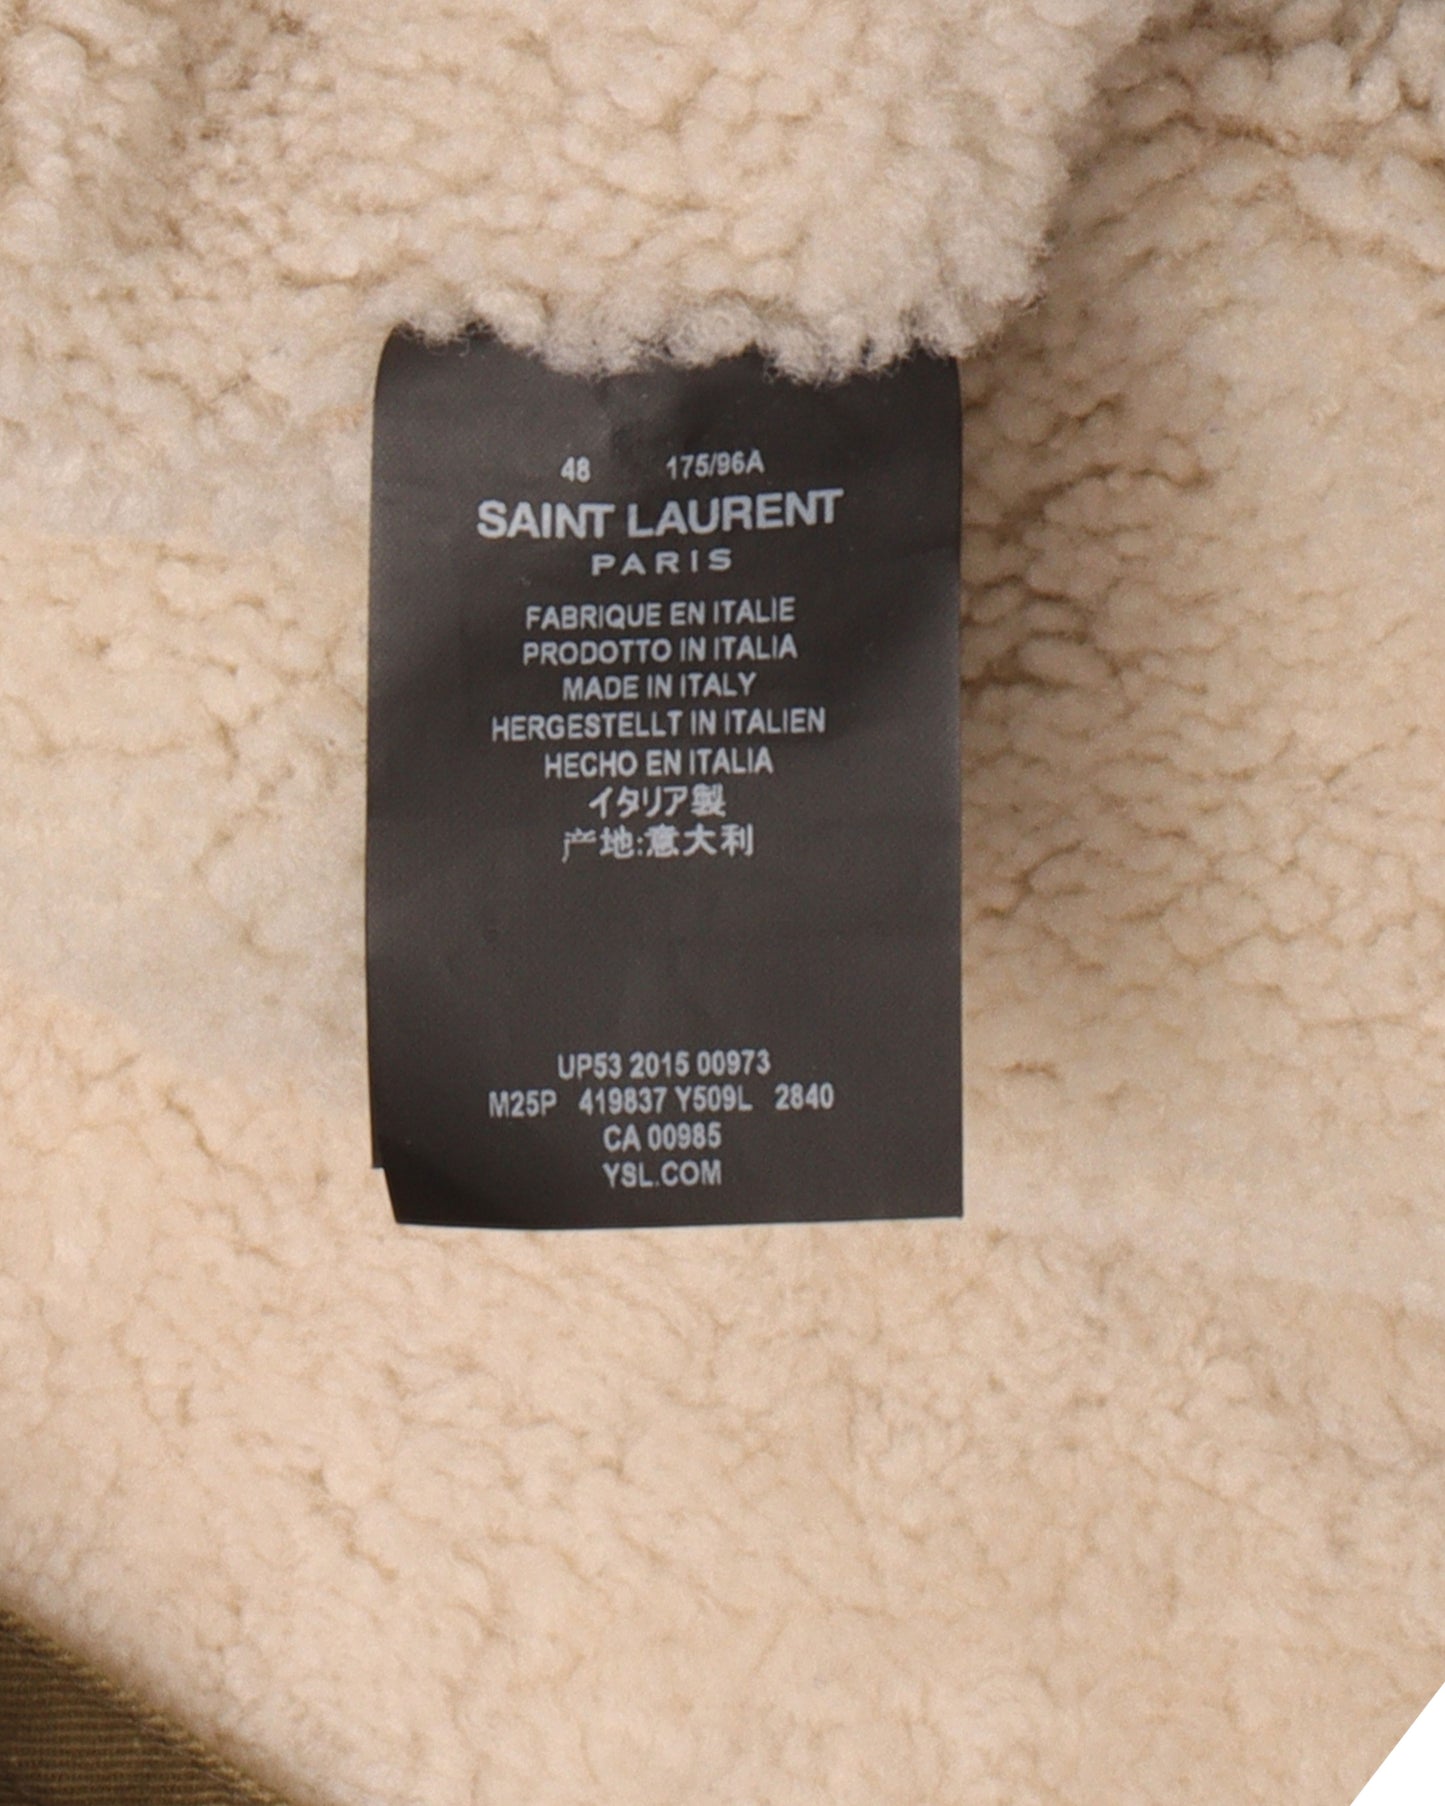 48 175/96A
SAINT LAURENT
PARIS
FABRIQUE EN ITALIE
PRODOTTO IN ITALIA
MADE IN ITALY
HERGESTELLT IN ITALIEN
HECHO EN ITALIA
イタリア製
产地:意大利
UP53 2015 00973
M25P 419837 Y509L 2840
CA 00985
YSL.COM